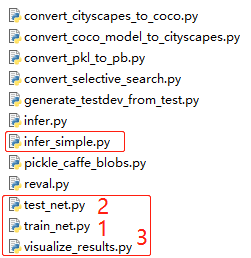 convert_cityscapes_to_coco.py
convert_coco_model_to_cityscapes.py
convert_pkl_to_pb.py
convert_selective_search.py
generate_testdev_from_test.py
infer.py
infer_simple.py
pickle_caffe_blobs.py
reval.py
test_net.py 2
train_net.py 1
visualize_results.py 3